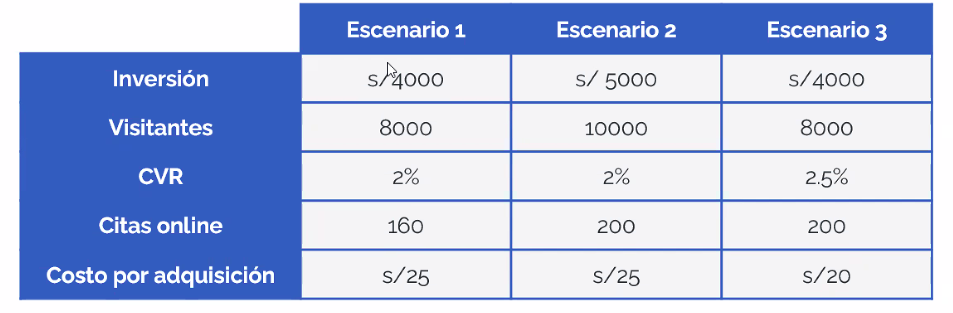 Escenario 1 Escenario 2 Escenario 3
Inversión s/4000 s/ 5000 s/4000
Visitantes 8000 10000 8000
CVR 2% 2% 2.5%
Citas online 160 200 200
Costo por adquisición s/25 s/25 s/20